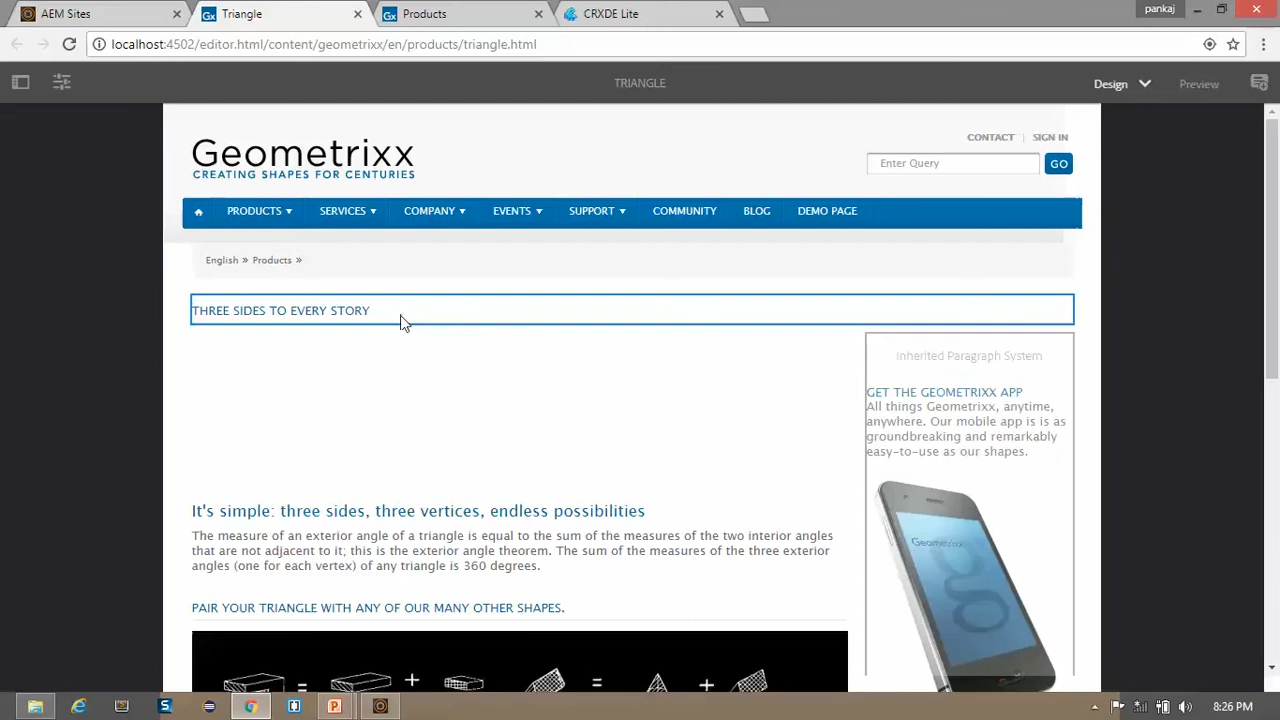 AEM Sites
Triangle
Products
CRXDE Lite
pankaj
localhost:4502/editor.html/content/geometrixx/en/products/triangle.html
TRIANGLE
Design
Preview
Geometrixx
CREATING SHAPES FOR CENTURIES
CONTACT | SIGN IN
Enter Query
GO
PRODUCTS
SERVICES
COMPANY
EVENTS
SUPPORT
COMMUNITY
BLOG
DEMO PAGE
English » Products »
THREE SIDES TO EVERY STORY
Inherited Paragraph System
GET THE GEOMETRIXX APP
All things Geometrixx, anytime,
anywhere. Our mobile app is is as
groundbreaking and remarkably
easy-to-use as our shapes.
Geometrixx
It's simple: three sides, three vertices, endless possibilities
The measure of an exterior angle of a triangle is equal to the sum of the measures of the two interior angles
that are not adjacent to it; this is the exterior angle theorem. The sum of the measures of the three exterior
angles (one for each vertex) of any triangle is 360 degrees.
PAIR YOUR TRIANGLE WITH ANY OF OUR MANY OTHER SHAPES.
= + = +
8:26 PM